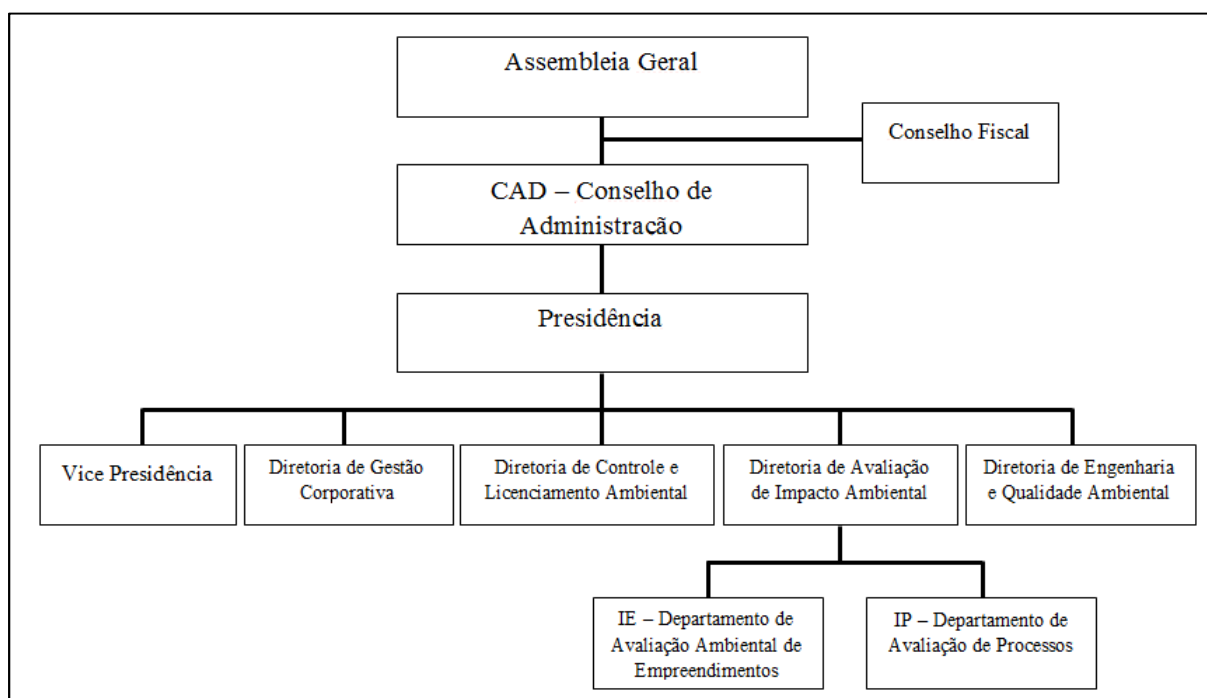 Assembleia Geral
Conselho Fiscal
CAD – Conselho de
Administracão
Presidência
Vice Presidência
Diretoria de Gestão
Corporativa
Diretoria de Controle e
Licenciamento Ambiental
Diretoria de Avaliação
de Impacto Ambiental
Diretoria de Engenharia
e Qualidade Ambiental
IE – Departamento de
Avaliação Ambiental de
Empreendimentos
IP – Departamento de
Avaliação de Processos